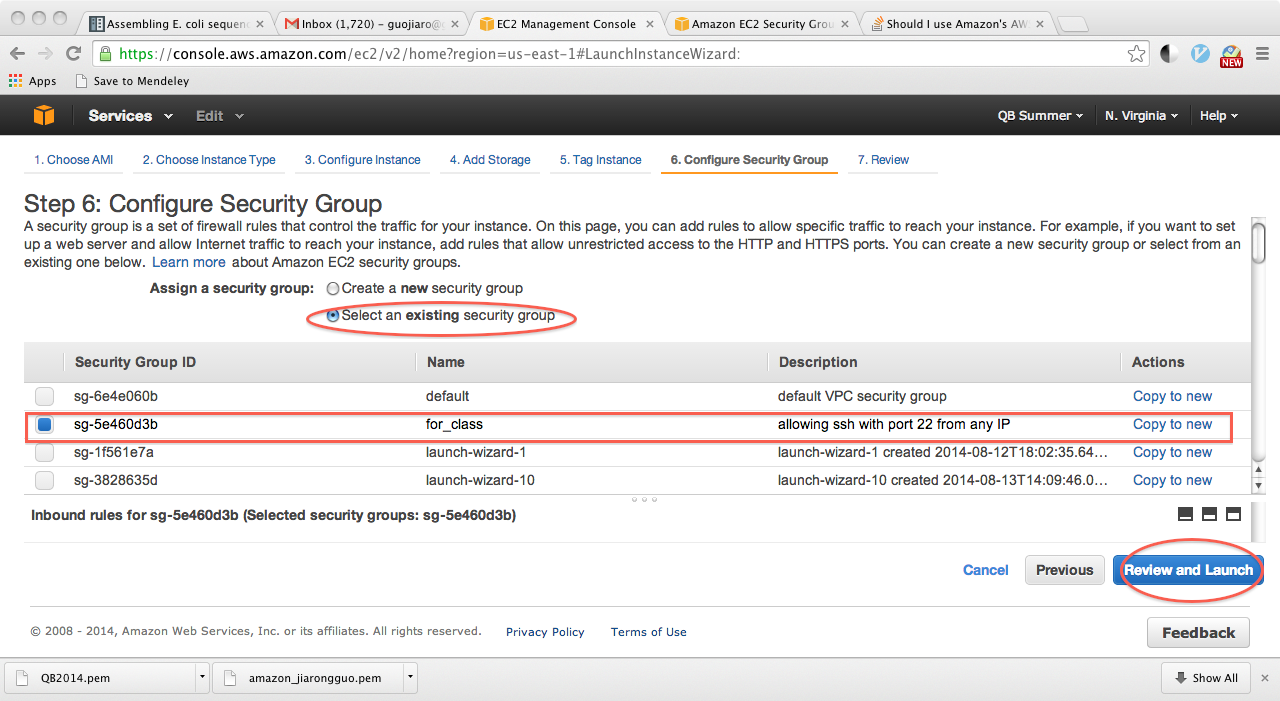 Assembling E. coli sequenc
Inbox (1,720) – guojiaro@
EC2 Management Console
Amazon EC2 Security Grou
Should I use Amazon's AW
https://console.aws.amazon.com/ec2/v2/home?region=us-east-1#LaunchInstanceWizard:
NEW
Apps
Save to Mendeley
Services
Edit
QB Summer
N. Virginia
Help
1. Choose AMI
2. Choose Instance Type
3. Configure Instance
4. Add Storage
5. Tag Instance
6. Configure Security Group
7. Review
Step 6: Configure Security Group
A security group is a set of firewall rules that control the traffic for your instance. On this page, you can add rules to allow specific traffic to reach your instance. For example, if you want to set
up a web server and allow Internet traffic to reach your instance, add rules that allow unrestricted access to the HTTP and HTTPS ports. You can create a new security group or select from an
existing one below. Learn more about Amazon EC2 security groups.
Assign a security group: Create a new security group
Select an existing security group
Security Group ID Name Description Actions
sg-6e4e060b default default VPC security group Copy to new
sg-5e460d3b for_class allowing ssh with port 22 from any IP Copy to new
sg-1f561e7a launch-wizard-1 launch-wizard-1 created 2014-08-12T18:02:35.64... Copy to new
sg-3828635d launch-wizard-10 launch-wizard-10 created 2014-08-13T14:09:46.0... Copy to new
Inbound rules for sg-5e460d3b (Selected security groups: sg-5e460d3b)
Cancel
Previous
Review and Launch
© 2008 - 2014, Amazon Web Services, Inc. or its affiliates. All rights reserved. Privacy Policy Terms of Use
Feedback
QB2014.pem
amazon_jiarongguo.pem
Show All